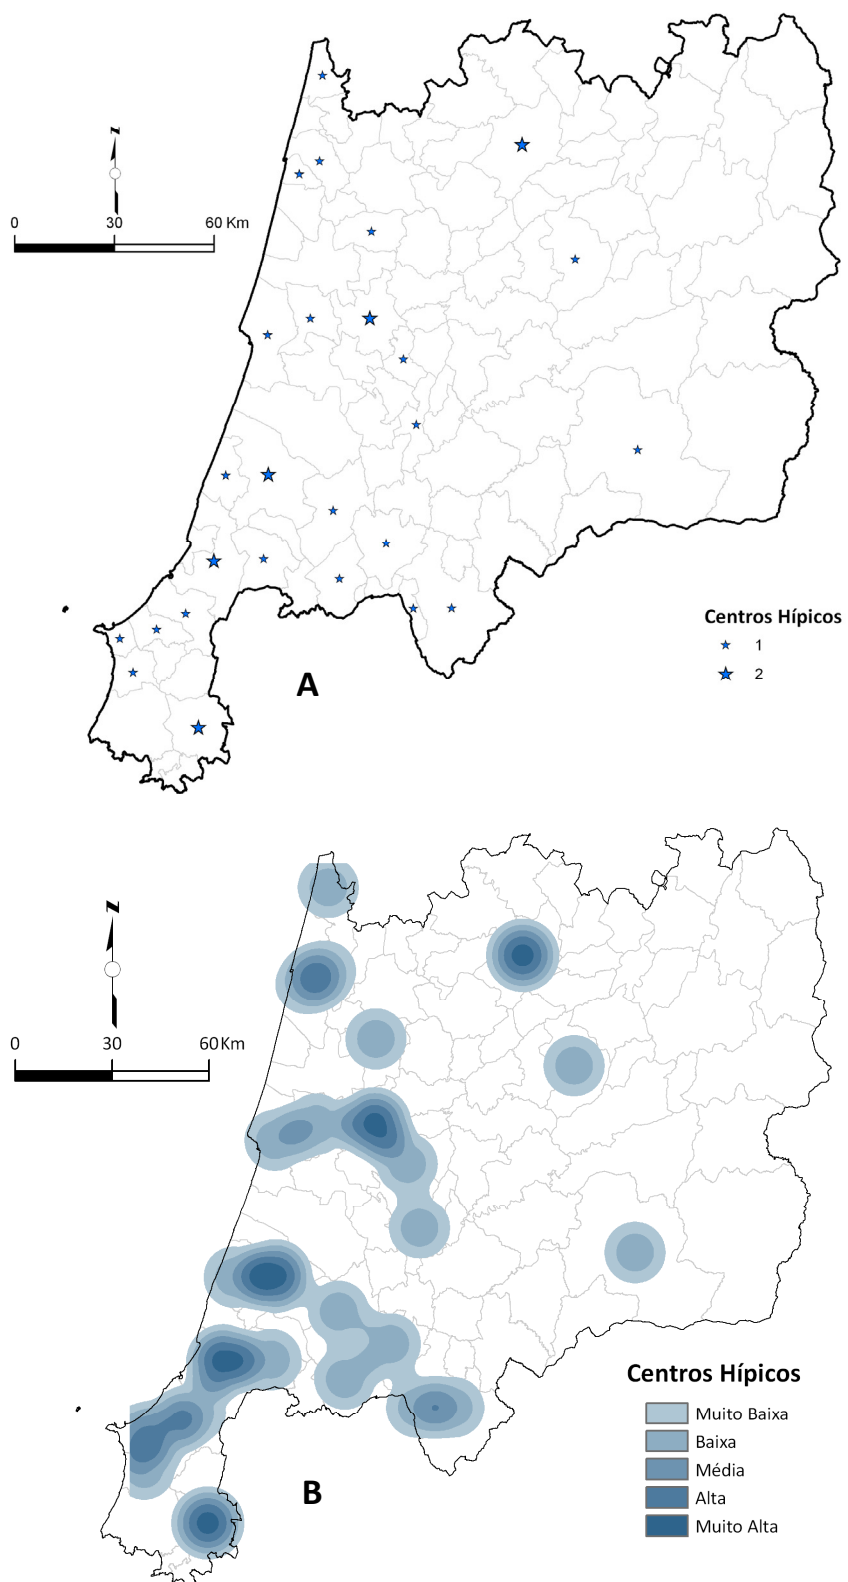 N
0 30 60 Km
Centros Hípicos
1
2
A
N
0 30 60 Km
Centros Hípicos
Muito Baixa
Baixa
Média
Alta
Muito Alta
B